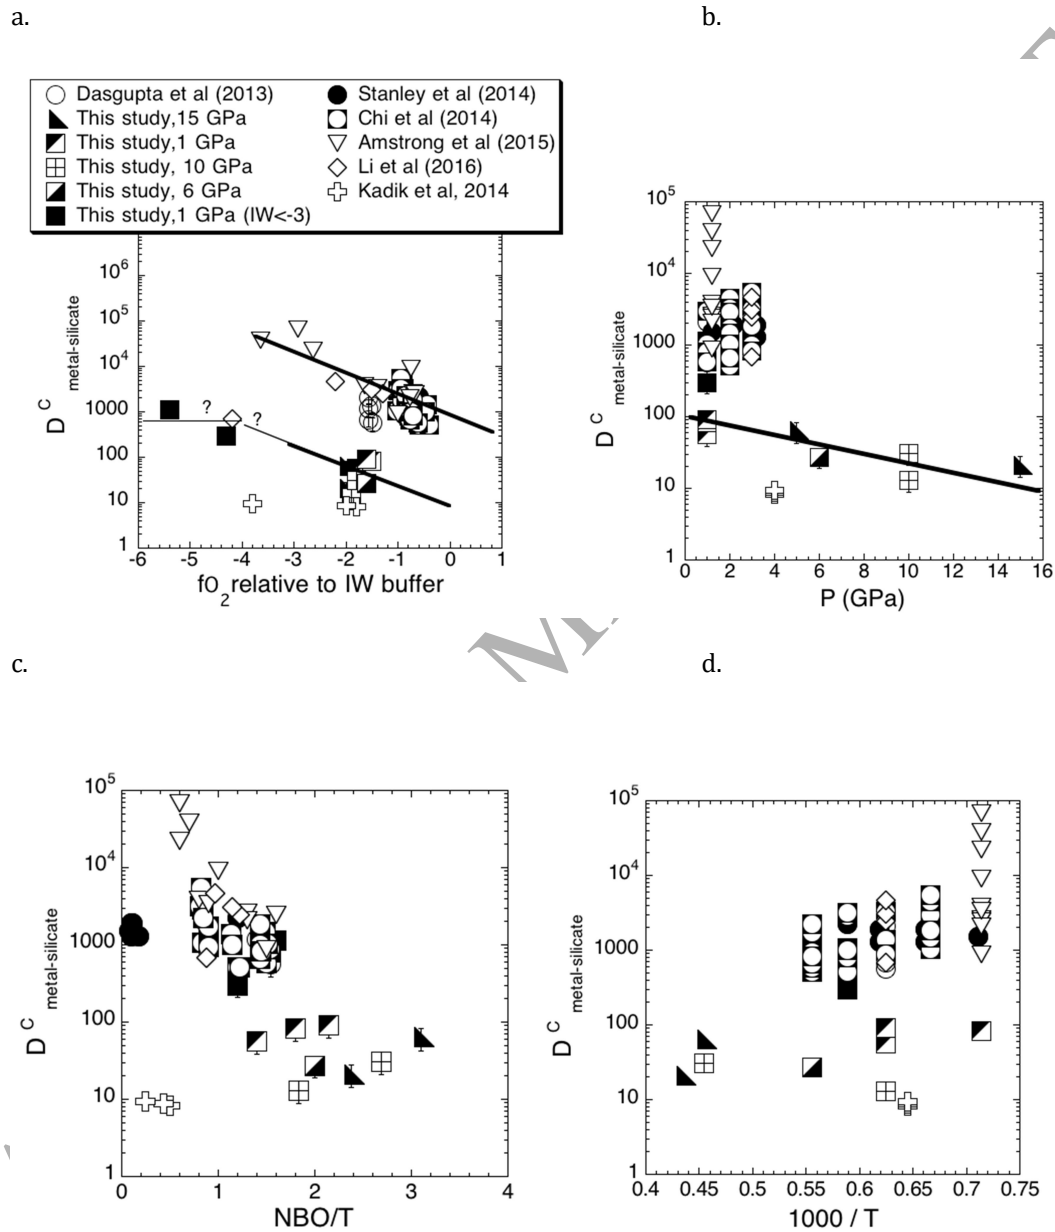 a.
b.
Dasgupta et al (2013)
Stanley et al (2014)
This study,15 GPa
Chi et al (2014)
This study,1 GPa
Amstrong et al (2015)
This study, 10 GPa
Li et al (2016)
This study, 6 GPa
Kadik et al, 2014
This study,1 GPa (IW<-3)
10^6
10^5
10^4
1000
100
10
1
D^C metal-silicate
? ?
-6 -5 -4 -3 -2 -1 0 1
fO_2 relative to IW buffer
10^5
10^4
1000
100
10
1
D^C metal-silicate
0 2 4 6 8 10 12 14 16
P (GPa)
c.
d.
10^5
10^4
1000
100
10
1
D^C metal-silicate
0 1 2 3 4
NBO/T
10^5
10^4
1000
100
10
1
D^C metal-silicate
0.4 0.45 0.5 0.55 0.6 0.65 0.7 0.75
1000 / T